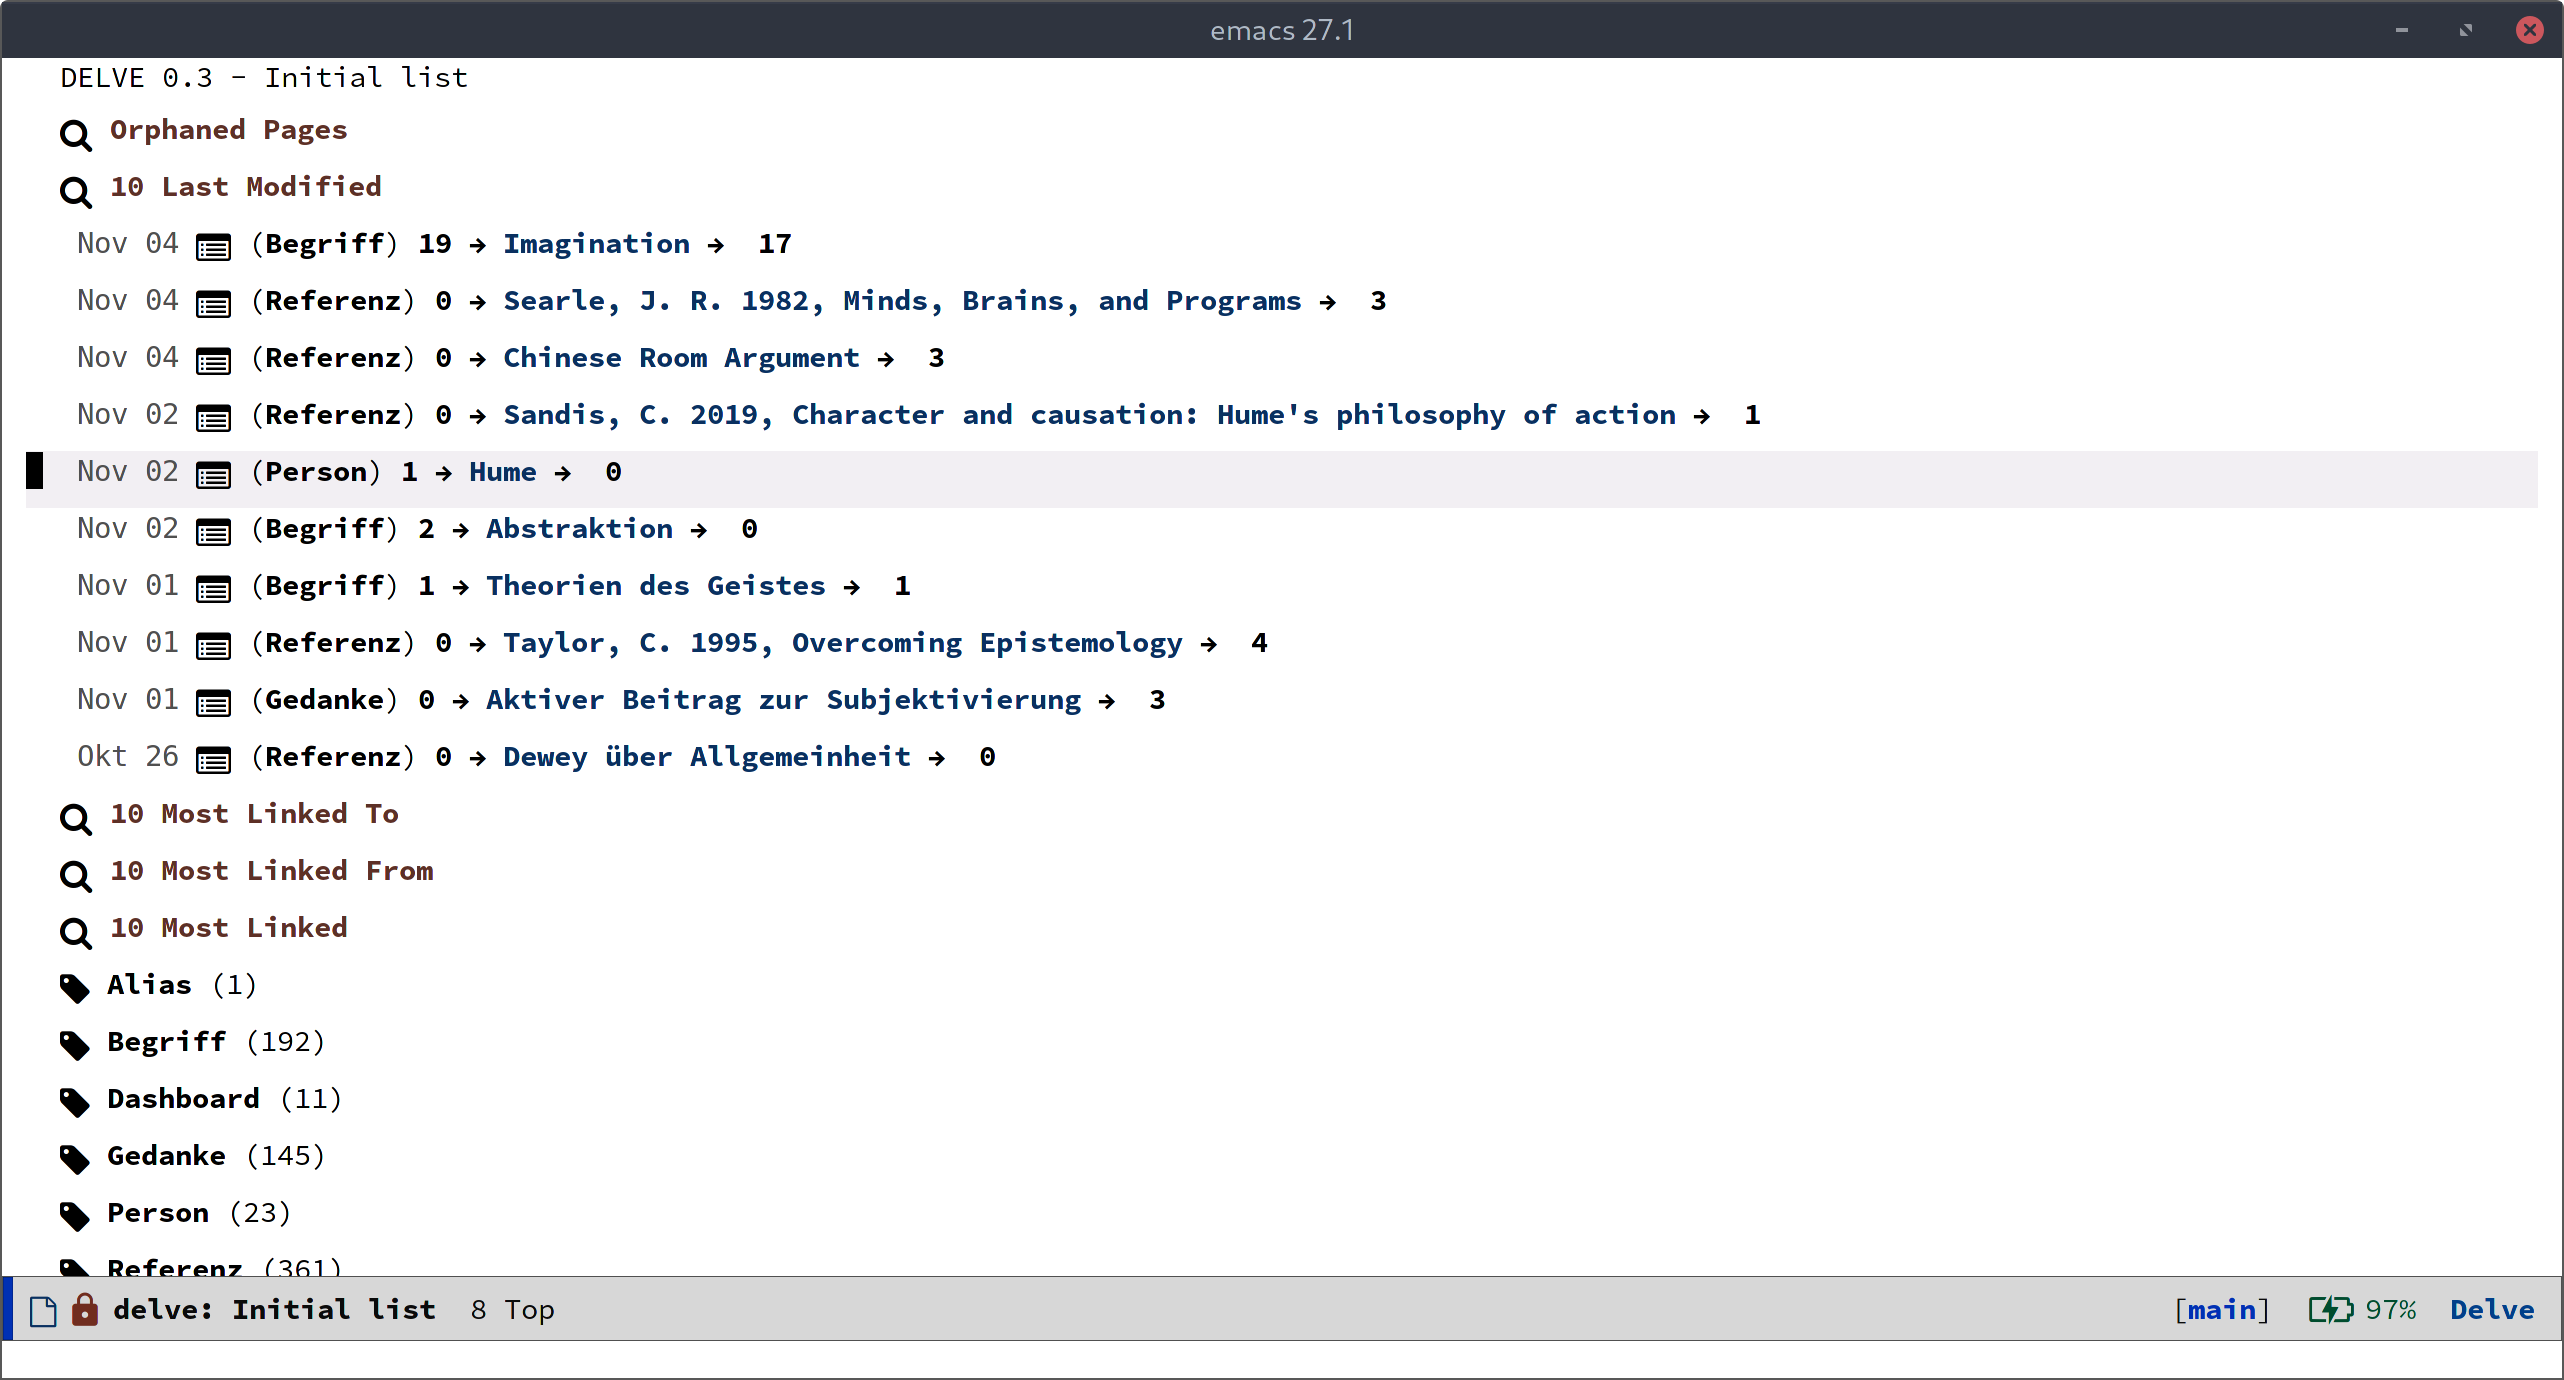 emacs 27.1
DELVE 0.3 - Initial list
Orphaned Pages
10 Last Modified
Nov 04 (Begriff) 19 → Imagination → 17
Nov 04 (Referenz) 0 → Searle, J. R. 1982, Minds, Brains, and Programs → 3
Nov 04 (Referenz) 0 → Chinese Room Argument → 3
Nov 02 (Referenz) 0 → Sandis, C. 2019, Character and causation: Hume's philosophy of action → 1
Nov 02 (Person) 1 → Hume → 0
Nov 02 (Begriff) 2 → Abstraktion → 0
Nov 01 (Begriff) 1 → Theorien des Geistes → 1
Nov 01 (Referenz) 0 → Taylor, C. 1995, Overcoming Epistemology → 4
Nov 01 (Gedanke) 0 → Aktiver Beitrag zur Subjektivierung → 3
Okt 26 (Referenz) 0 → Dewey über Allgemeinheit → 0
10 Most Linked To
10 Most Linked From
10 Most Linked
Alias (1)
Begriff (192)
Dashboard (11)
Gedanke (145)
Person (23)
Referenz (361)
delve: Initial list 8 Top [main] 97% Delve